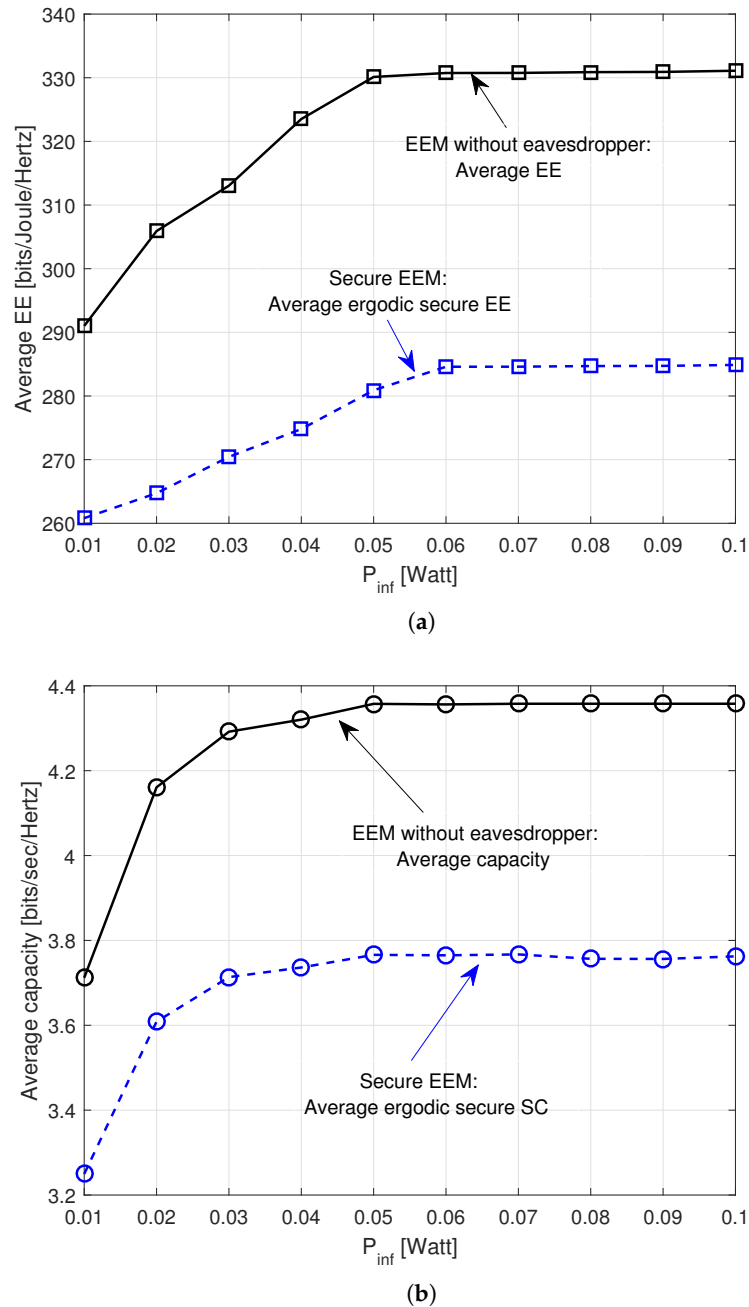 340
330
320
310
300
290
280
270
260
Average EE [bits/Joule/Hertz]
EEM without eavesdropper:
Average EE
Secure EEM:
Average ergodic secure EE
0.01 0.02 0.03 0.04 0.05 0.06 0.07 0.08 0.09 0.1
P_inf [Watt]
(a)
4.4
4.2
4
3.8
3.6
3.4
3.2
Average capacity [bits/sec/Hertz]
EEM without eavesdropper:
Average capacity
Secure EEM:
Average ergodic secure SC
0.01 0.02 0.03 0.04 0.05 0.06 0.07 0.08 0.09 0.1
P_inf [Watt]
(b)